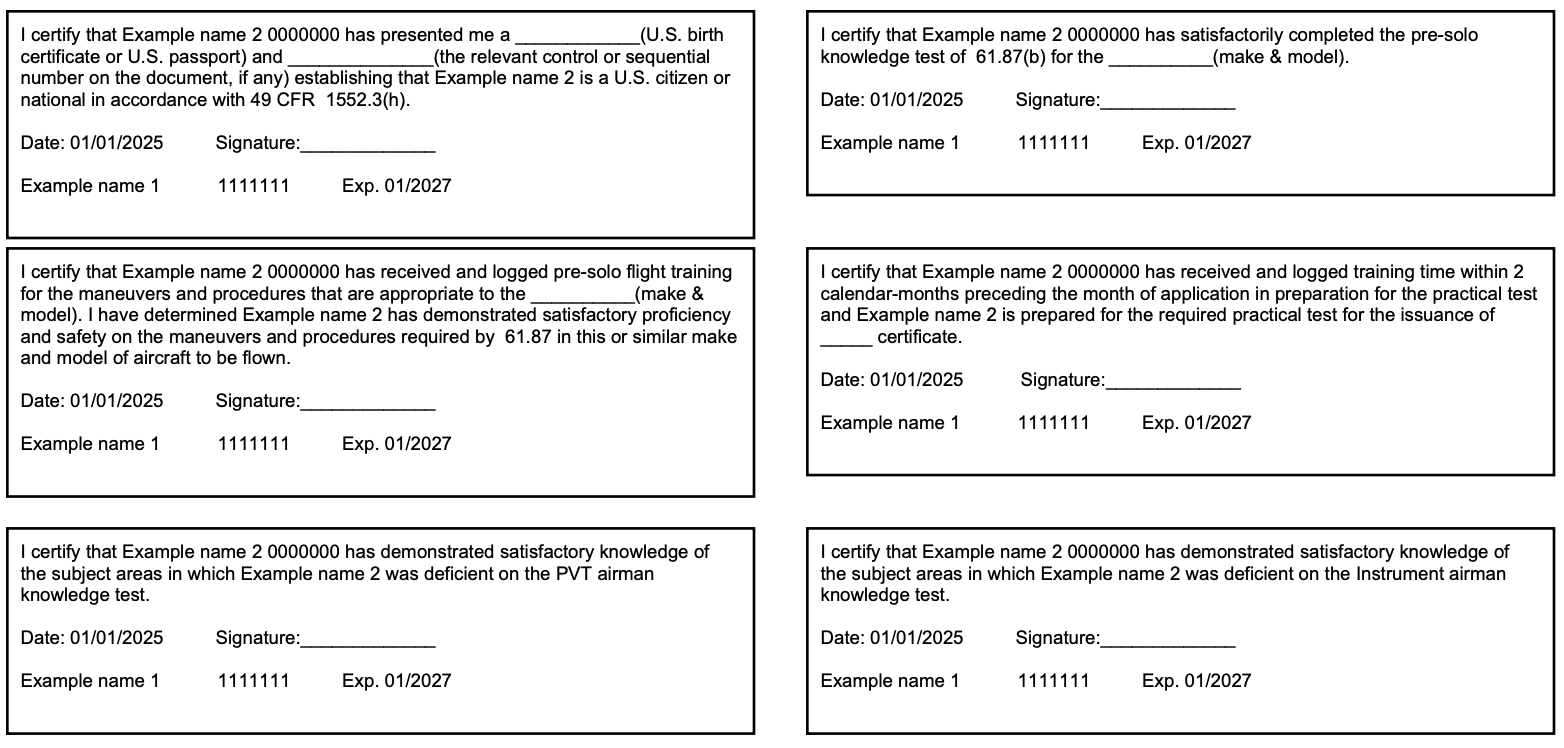 I certify that Example name 2 0000000 has presented me a ____________(U.S. birth
certificate or U.S. passport) and ______________(the relevant control or sequential
number on the document, if any) establishing that Example name 2 is a U.S. citizen or
national in accordance with 49 CFR  1552.3(h).
Date: 01/01/2025 Signature:_____________
Example name 1 1111111 Exp. 01/2027
I certify that Example name 2 0000000 has satisfactorily completed the pre-solo
knowledge test of  61.87(b) for the __________(make & model).
Date: 01/01/2025 Signature:_____________
Example name 1 1111111 Exp. 01/2027
I certify that Example name 2 0000000 has received and logged pre-solo flight training
for the maneuvers and procedures that are appropriate to the __________(make &
model). I have determined Example name 2 has demonstrated satisfactory proficiency
and safety on the maneuvers and procedures required by  61.87 in this or similar make
and model of aircraft to be flown.
Date: 01/01/2025 Signature:_____________
Example name 1 1111111 Exp. 01/2027
I certify that Example name 2 0000000 has received and logged training time within 2
calendar-months preceding the month of application in preparation for the practical test
and Example name 2 is prepared for the required practical test for the issuance of
_____ certificate.
Date: 01/01/2025 Signature:_____________
Example name 1 1111111 Exp. 01/2027
I certify that Example name 2 0000000 has demonstrated satisfactory knowledge of
the subject areas in which Example name 2 was deficient on the PVT airman
knowledge test.
Date: 01/01/2025 Signature:_____________
Example name 1 1111111 Exp. 01/2027
I certify that Example name 2 0000000 has demonstrated satisfactory knowledge of
the subject areas in which Example name 2 was deficient on the Instrument airman
knowledge test.
Date: 01/01/2025 Signature:_____________
Example name 1 1111111 Exp. 01/2027